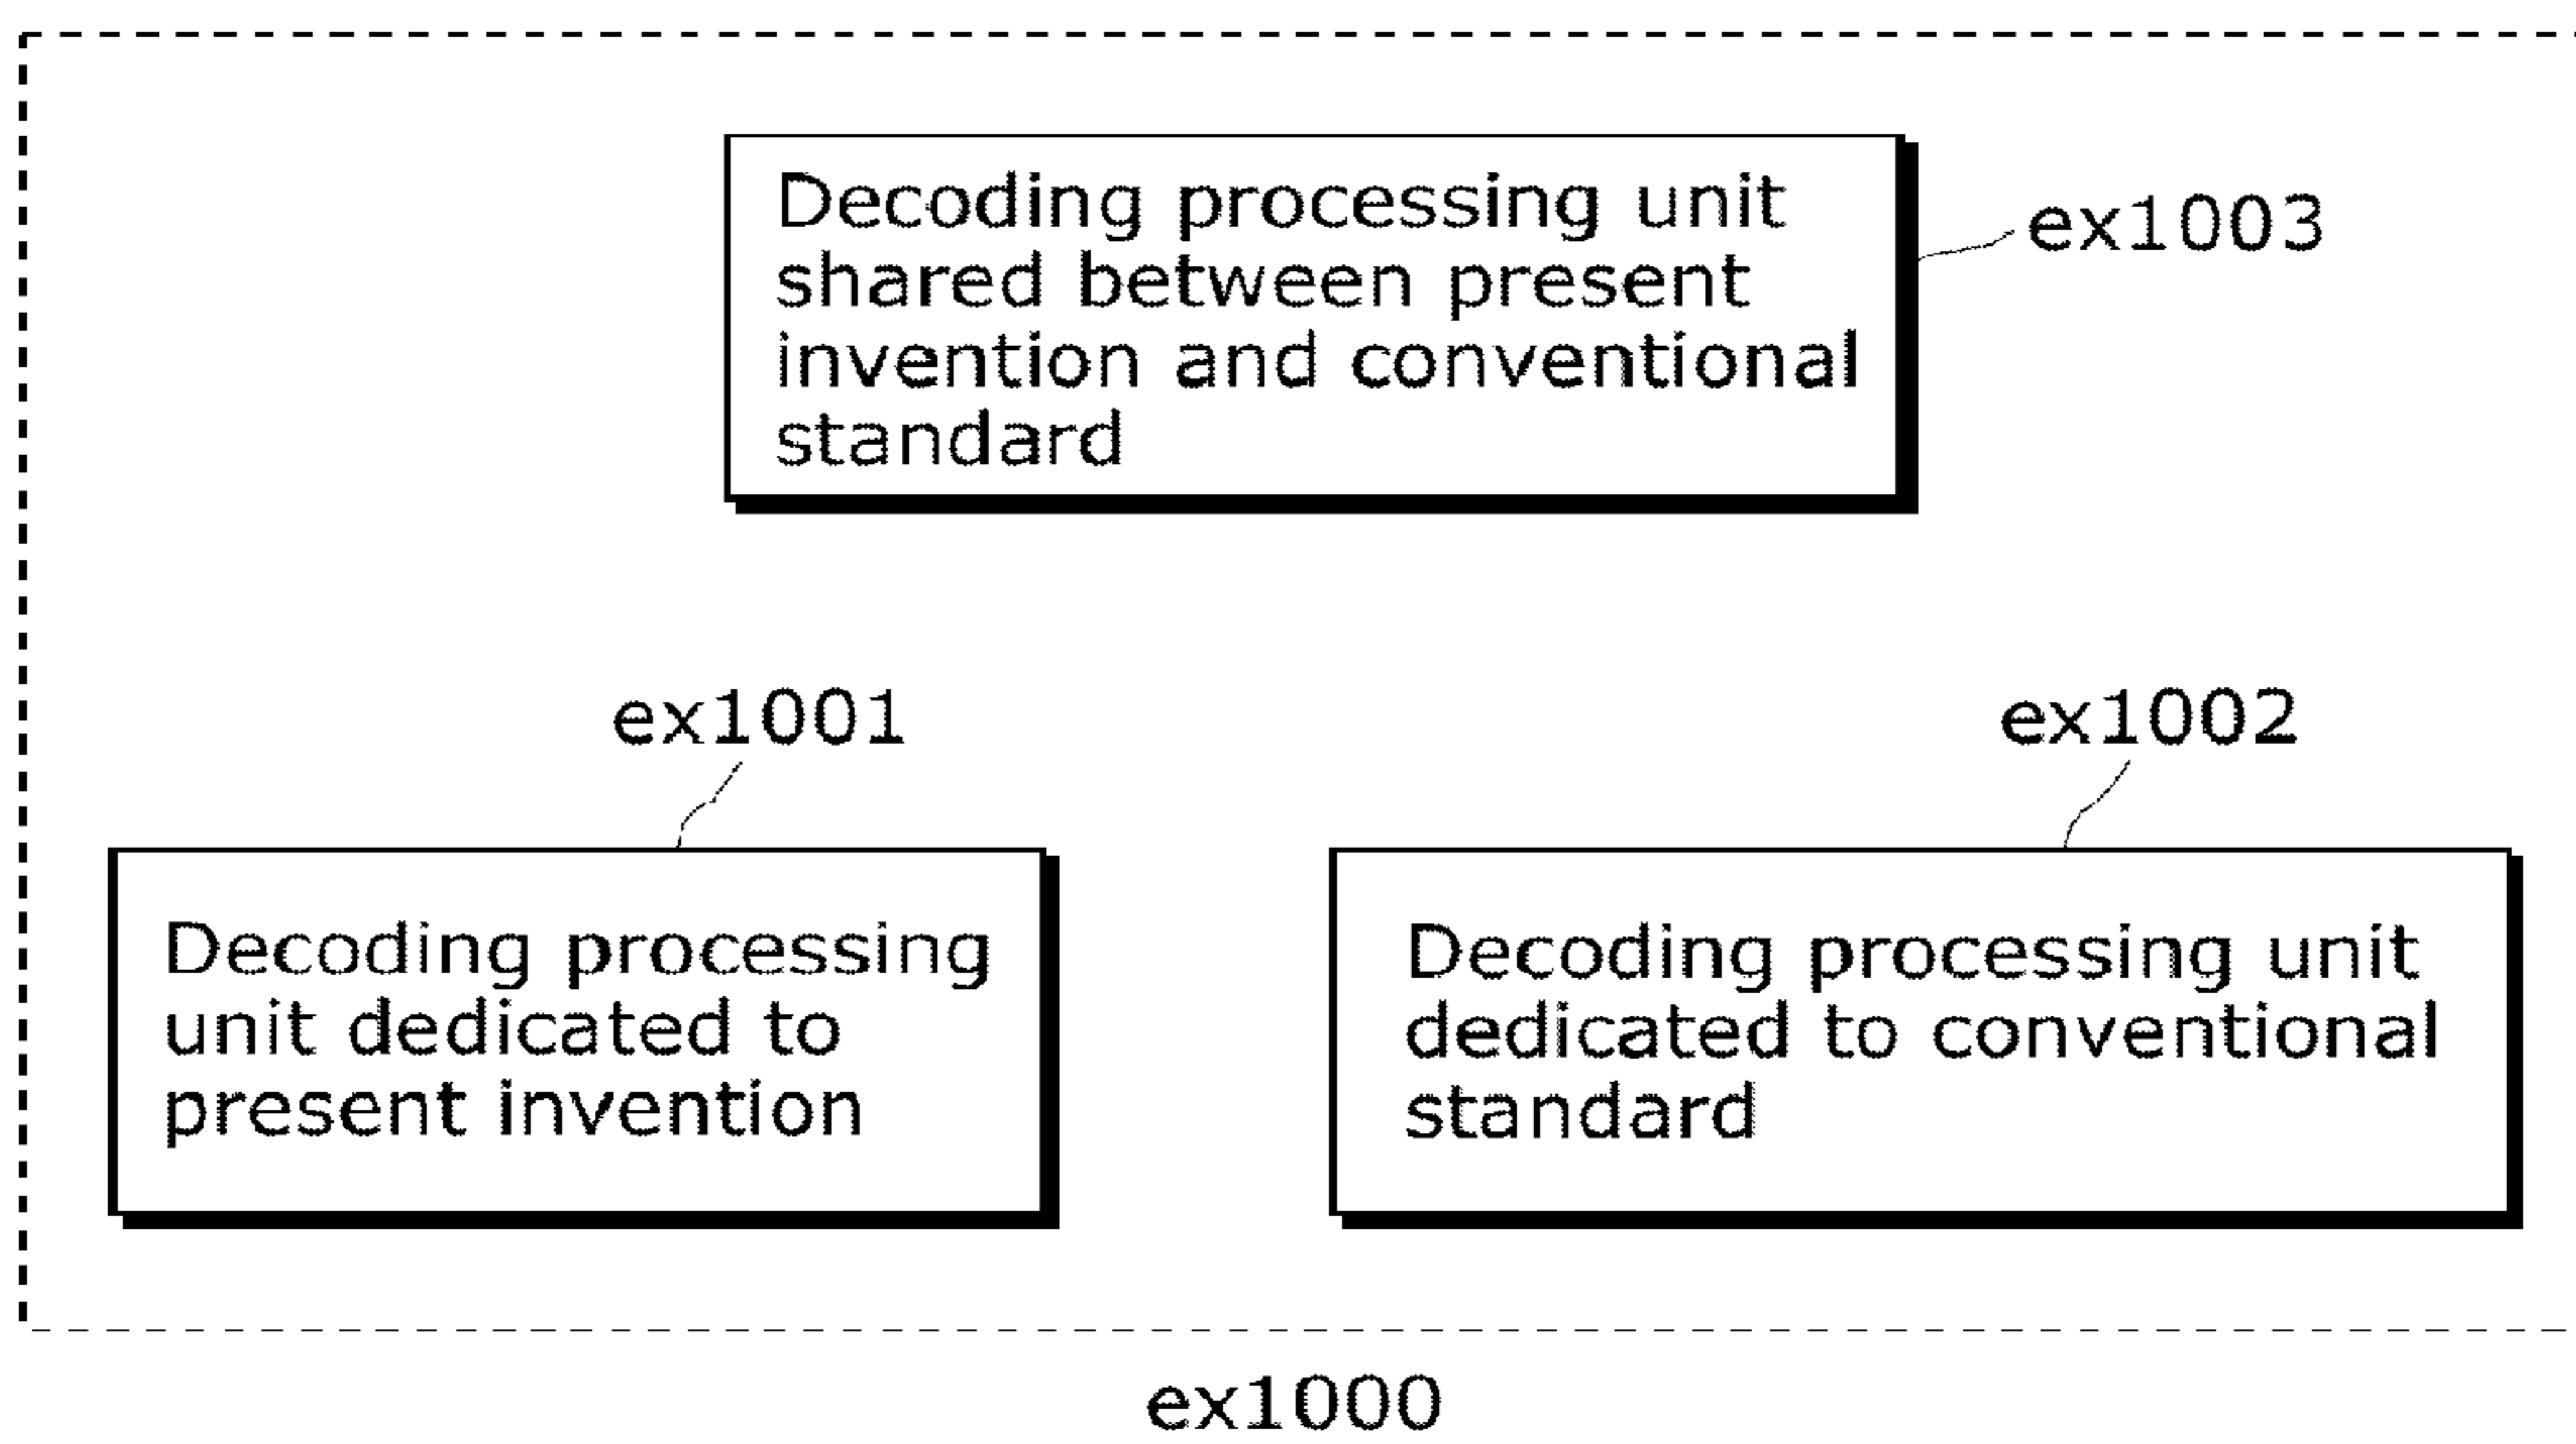 Decoding processing unit
shared between present
invention and conventional
standard
ex1003
ex1001
ex1002
Decoding processing
unit dedicated to
present invention
Decoding processing unit
dedicated to conventional
standard
ex1000